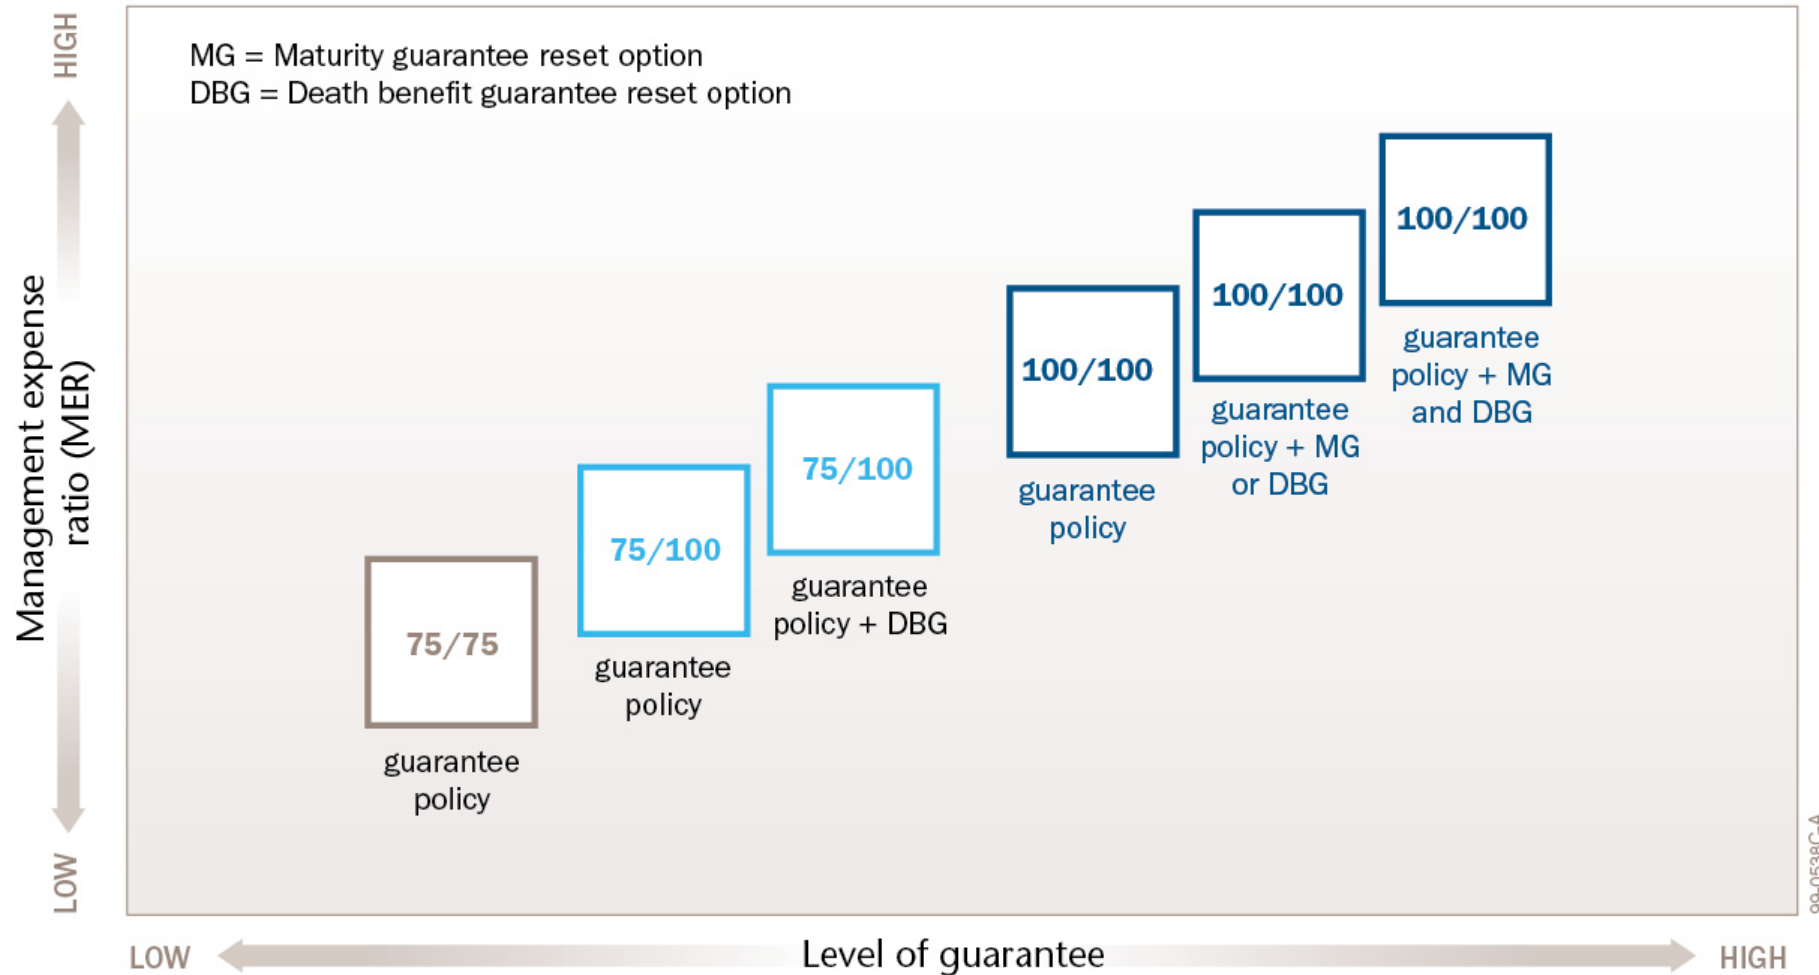 HIGH
MG = Maturity guarantee reset option
DBG = Death benefit guarantee reset option
Management expense
ratio (MER)
LOW
75/75
guarantee
policy
75/100
guarantee
policy
75/100
guarantee
policy + DBG
100/100
guarantee
policy
100/100
guarantee
policy + MG
or DBG
100/100
guarantee
policy + MG
and DBG
LOW
Level of guarantee
HIGH
99-0538C-A